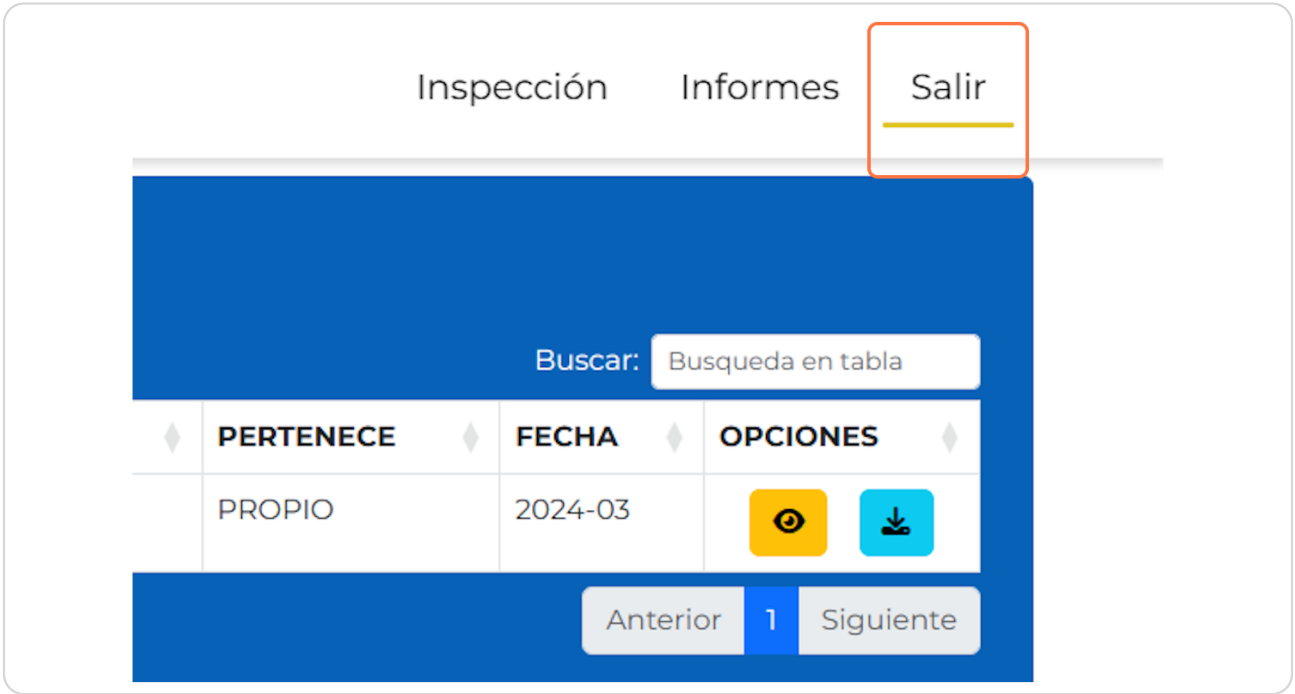 Inspección Informes Salir
Buscar: Busqueda en tabla
PERTENECE FECHA OPCIONES
PROPIO 2024-03
Anterior 1 Siguiente